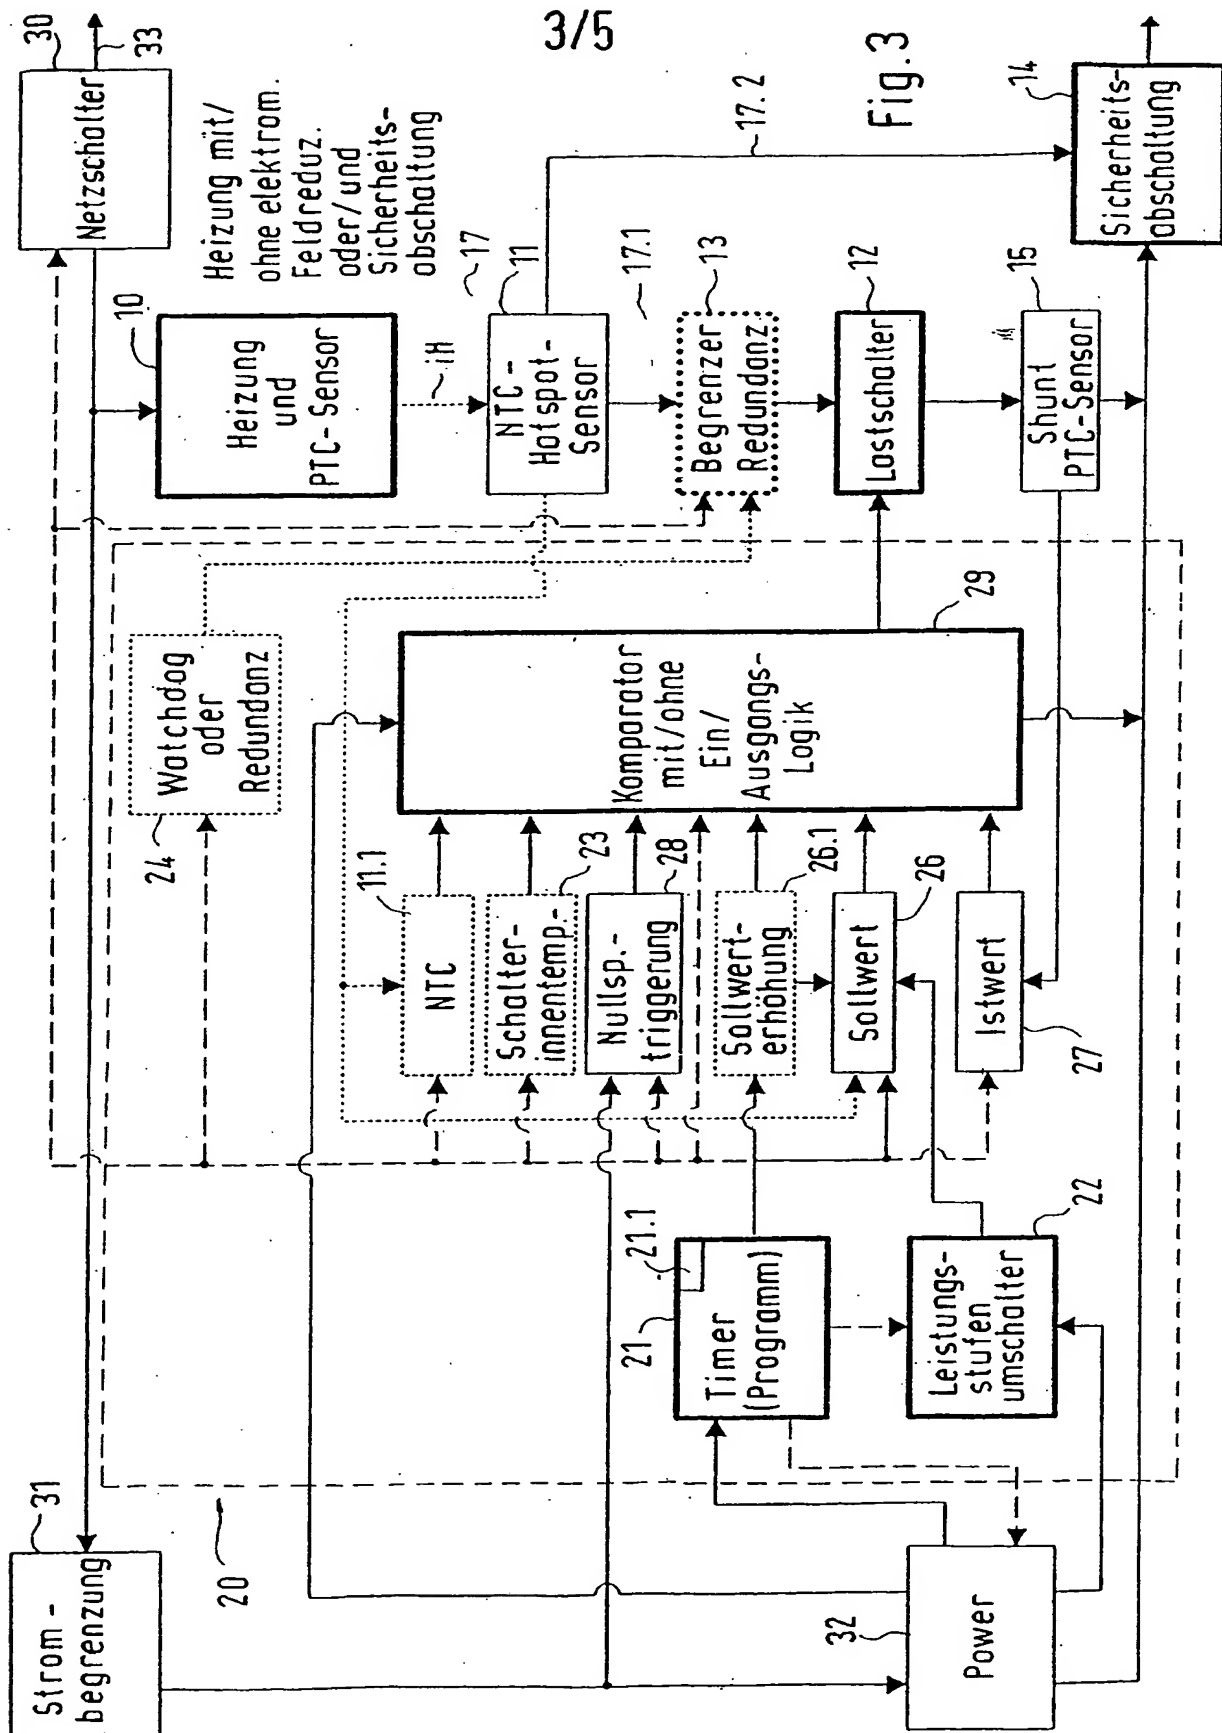 3/5
Fig.3
30
33
Netzschalter
Heizung mit/
ohne elektrom.
Feldreduz.
oder/und
Sicherheits-
abschaltung
10
Heizung
und
PTC-Sensor
iH
17
11
NTC-
Hotspot-
Sensor
17.1
17.2
13
Begrenzer
Redundanz
12
Lastschalter
15
Shunt
PTC-Sensor
14
Sicherheits-
abschaltung
24
Watchdog
oder
Redundanz
29
Komparator
mit/ohne
Ein/
Ausgangs-
Logik
11.1
NTC
23
Schalter-
innentemp.
28
Nullsp.-
triggerung
26.1
Sollwert-
erhöhung
26
Sollwert
27
Istwert
21
21.1
Timer
(Programm)
22
Leistungs-
stufen
umschalter
31
Strom-
begrenzung
20
32
Power